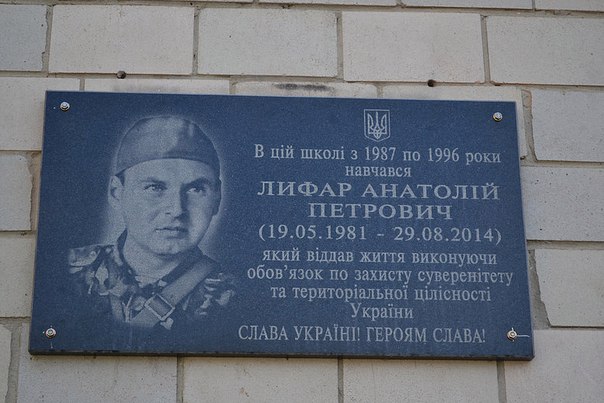 В цій школі з 1987 по 1996 роки
навчався
ЛИФАР АНАТОЛІЙ
ПЕТРОВИЧ
(19.05.1981 - 29.08.2014)
який віддав життя виконуючи
обов'язок по захисту суверенітету
та територіальної цілісності
України
СЛАВА УКРАЇНІ! ГЕРОЯМ СЛАВА!